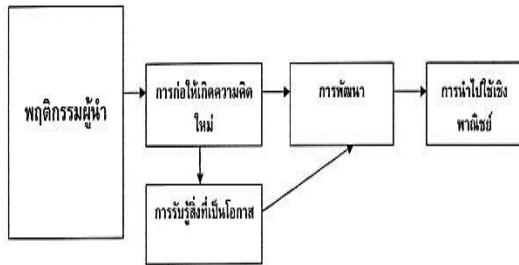 พฤติกรรมผู้นำ
การก่อให้เกิดความคิด
ใหม่
การพัฒนา
การนำไปใช้เชิง
พาณิชย์
การรับรู้สิ่งที่เป็นโอกาส